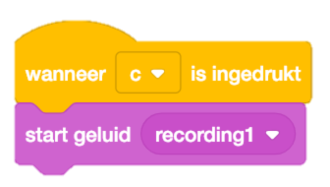 wanneer c is ingedrukt
start geluid recording1